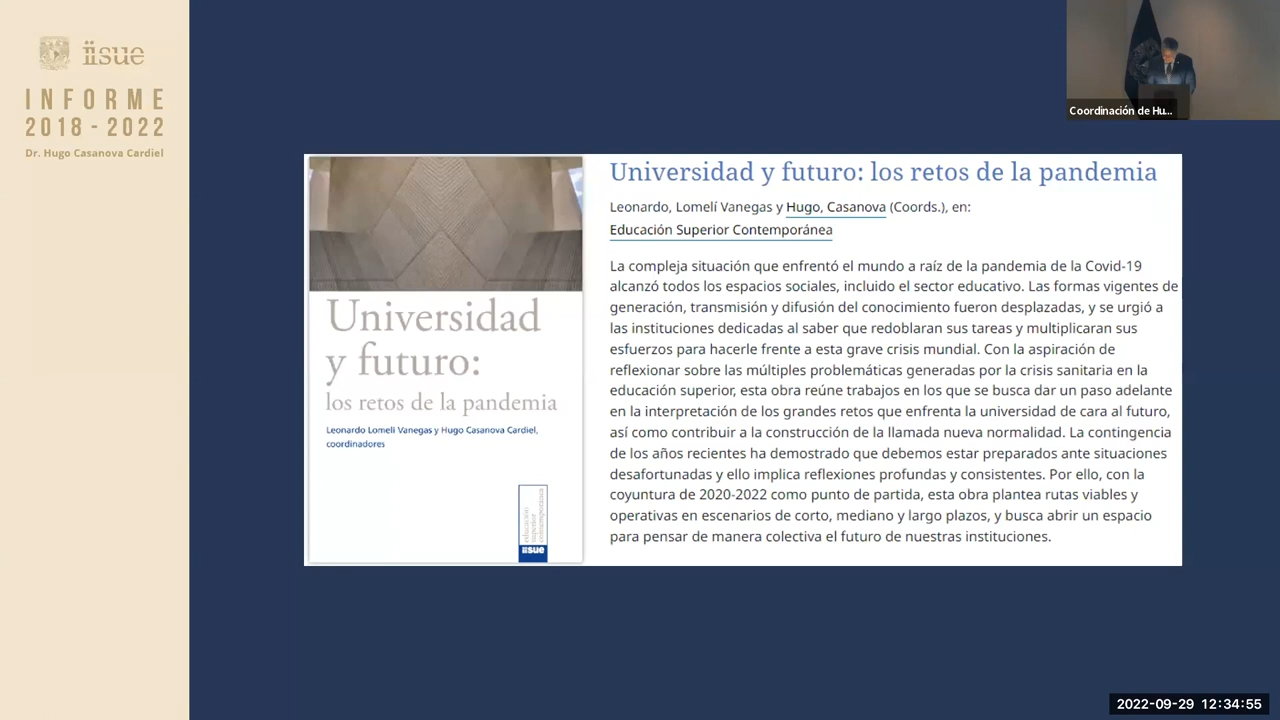 iisue
INFORME
2018 - 2022
Dr. Hugo Casanova Cardiel
Coordinación de Hu...
Universidad
y futuro:
los retos de la pandemia
Leonardo Lomelí Vanegas y Hugo Casanova Cardiel,
coordinadores
educación
superior
contemporánea
iisue
Universidad y futuro: los retos de la pandemia
Leonardo, Lomelí Vanegas y Hugo, Casanova (Coords.), en:
Educación Superior Contemporánea
La compleja situación que enfrentó el mundo a raíz de la pandemia de la Covid-19
alcanzó todos los espacios sociales, incluido el sector educativo. Las formas vigentes de
generación, transmisión y difusión del conocimiento fueron desplazadas, y se urgió a
las instituciones dedicadas al saber que redoblaran sus tareas y multiplicaran sus
esfuerzos para hacerle frente a esta grave crisis mundial. Con la aspiración de
reflexionar sobre las múltiples problemáticas generadas por la crisis sanitaria en la
educación superior, esta obra reúne trabajos en los que se busca dar un paso adelante
en la interpretación de los grandes retos que enfrenta la universidad de cara al futuro,
así como contribuir a la construcción de la llamada nueva normalidad. La contingencia
de los años recientes ha demostrado que debemos estar preparados ante situaciones
desafortunadas y ello implica reflexiones profundas y consistentes. Por ello, con la
coyuntura de 2020-2022 como punto de partida, esta obra plantea rutas viables y
operativas en escenarios de corto, mediano y largo plazos, y busca abrir un espacio
para pensar de manera colectiva el futuro de nuestras instituciones.
2022-09-29 12:34:55